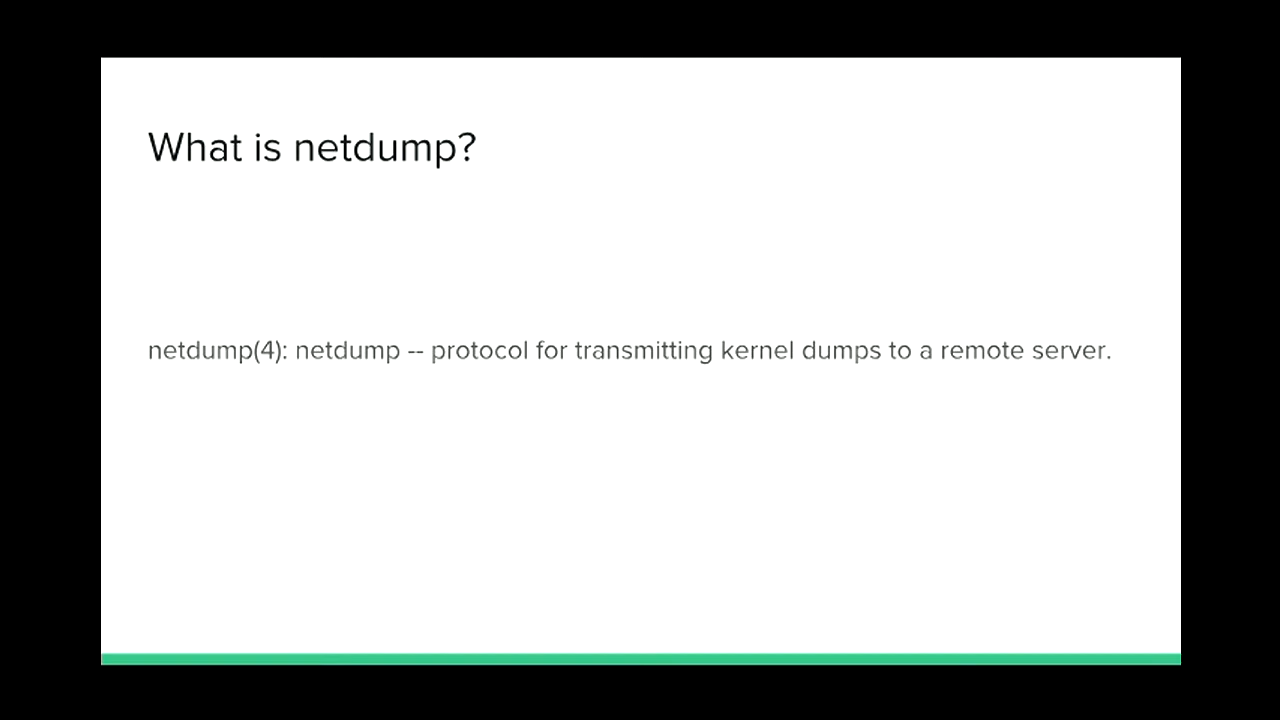 What is netdump?
netdump(4): netdump -- protocol for transmitting kernel dumps to a remote server.